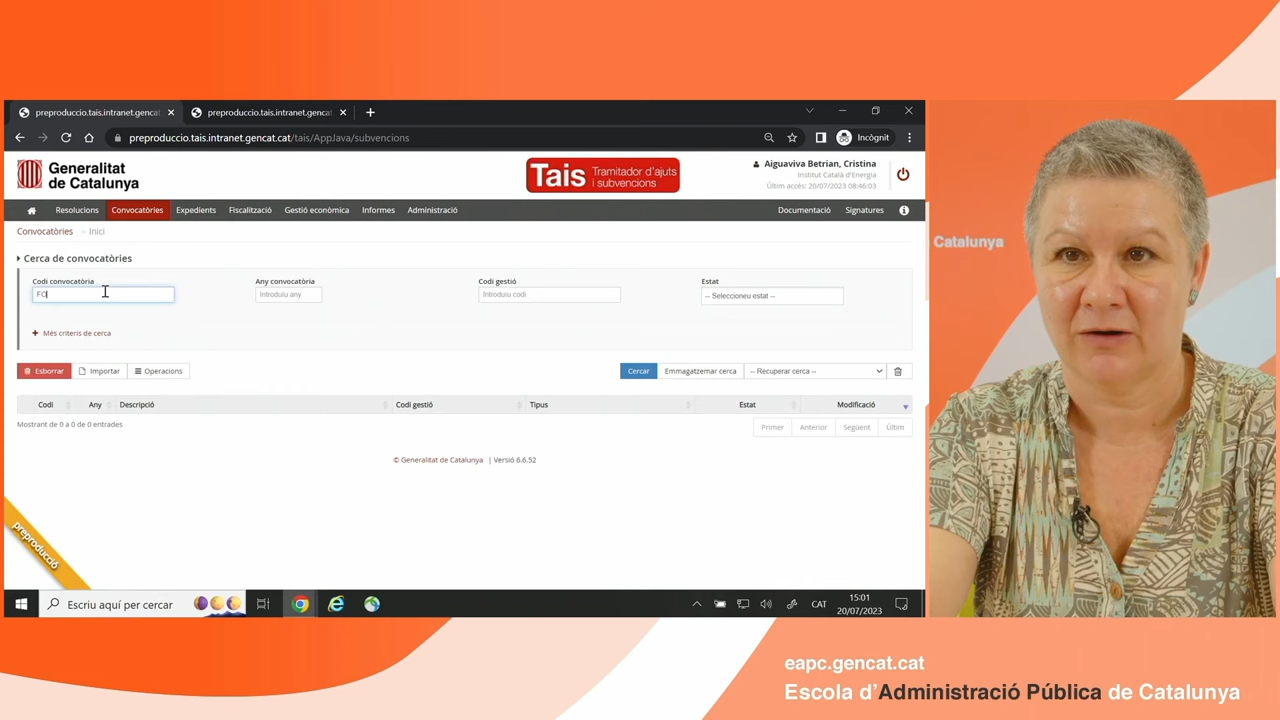 preproduccio.tais.intranet.gencat
preproduccio.tais.intranet.gencat
preproduccio.tais.intranet.gencat.cat/tais/AppJava/subvencions
Incògnit
Generalitat
de Catalunya
Tais Tramitador d'ajuts
i subvencions
Aiguaviva Betrian, Cristina
Institut Català d'Energia
Últim accés: 20/07/2023 08:46:03
Resolucions Convocatòries Expedients Fiscalització Gestió econòmica Informes Administració Documentació Signatures
Convocatòries » Inici
Cerca de convocatòries
Codi convocatòria Any convocatòria Codi gestió Estat
FO Introduïu any Introduïu codi -- Seleccioneu estat --
+ Més criteris de cerca
Esborrar Importar Operacions Cercar Emmagatzemar cerca -- Recuperar cerca --
Codi Any Descripció Codi gestió Tipus Estat Modificació
Mostrant de 0 a 0 de 0 entrades
Primer Anterior Següent Últim
© Generalitat de Catalunya | Versió 6.6.52
preproducció
Escriu aquí per cercar
CAT
15:01
20/07/2023
Catalunya
eapc.gencat.cat
Escola d'Administració Pública de Catalunya